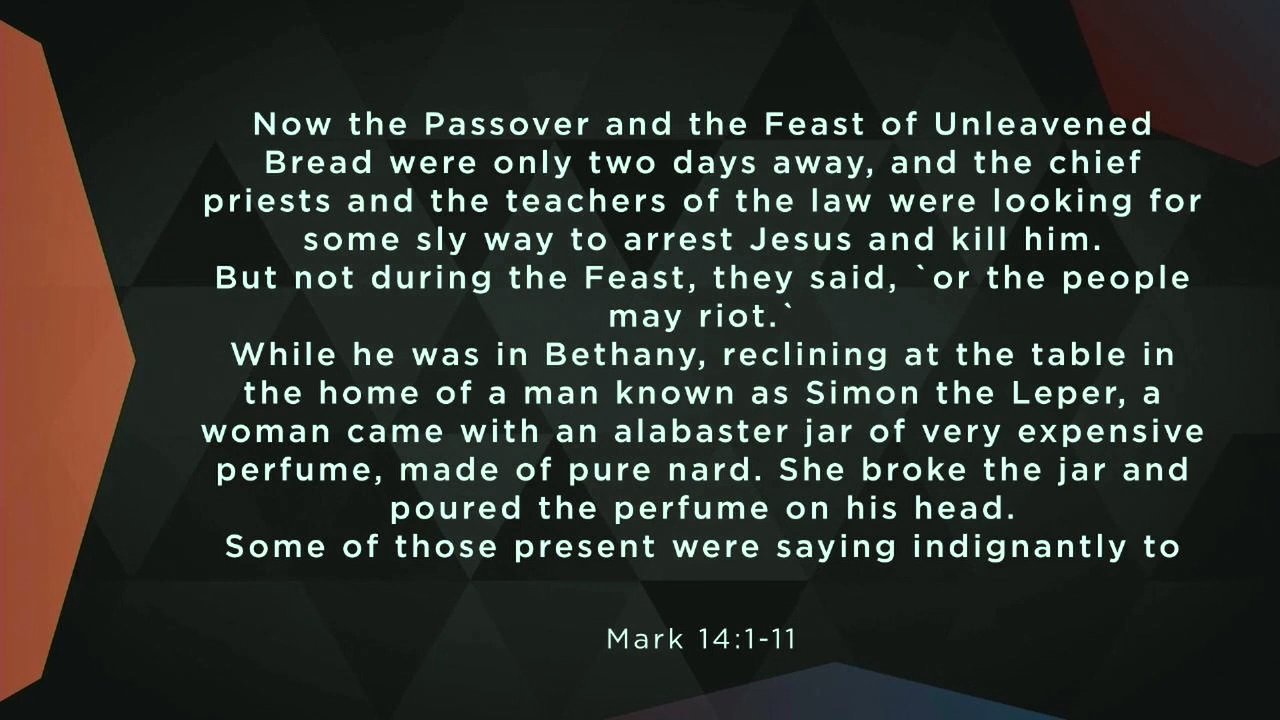 Now the Passover and the Feast of Unleavened
Bread were only two days away, and the chief
priests and the teachers of the law were looking for
some sly way to arrest Jesus and kill him.
But not during the Feast, they said, `or the people
may riot.`
While he was in Bethany, reclining at the table in
the home of a man known as Simon the Leper, a
woman came with an alabaster jar of very expensive
perfume, made of pure nard. She broke the jar and
poured the perfume on his head.
Some of those present were saying indignantly to
Mark 14:1-11